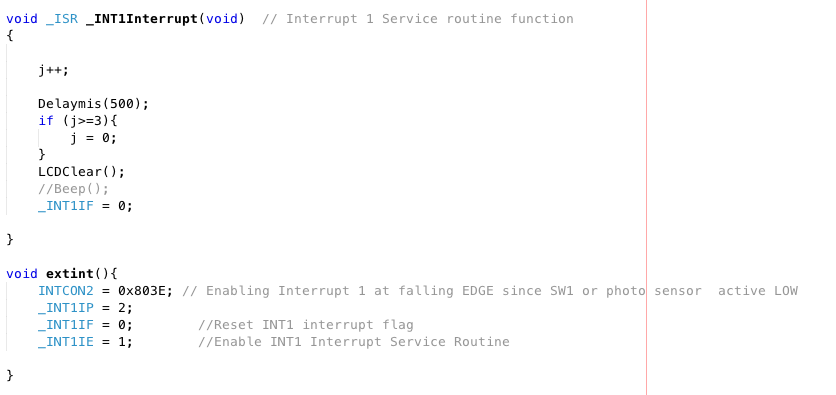 void _ISR _INT1Interrupt(void)  // Interrupt 1 Service routine function
{
j++;
Delaymis(500);
if (j>=3){
j = 0;
}
LCDClear();
//Beep();
_INT1IF = 0;
}
void extint(){
INTCON2 = 0x803E; // Enabling Interrupt 1 at falling EDGE since SW1 or photo sensor  active LOW
_INT1IP = 2;
_INT1IF = 0;        //Reset INT1 interrupt flag
_INT1IE = 1;        //Enable INT1 Interrupt Service Routine
}